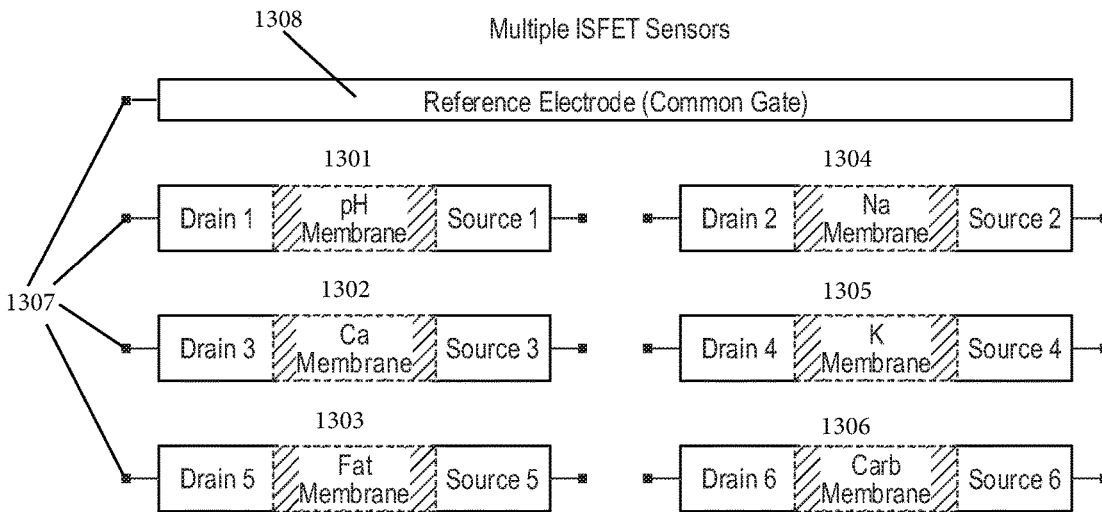 1308
Multiple ISFET Sensors
Reference Electrode (Common Gate)
1301
1304
Drain 1
pH
Membrane
Source 1
Drain 2
Na
Membrane
Source 2
1307
1302
1305
Drain 3
Ca
Membrane
Source 3
Drain 4
K
Membrane
Source 4
1303
1306
Drain 5
Fat
Membrane
Source 5
Drain 6
Carb
Membrane
Source 6